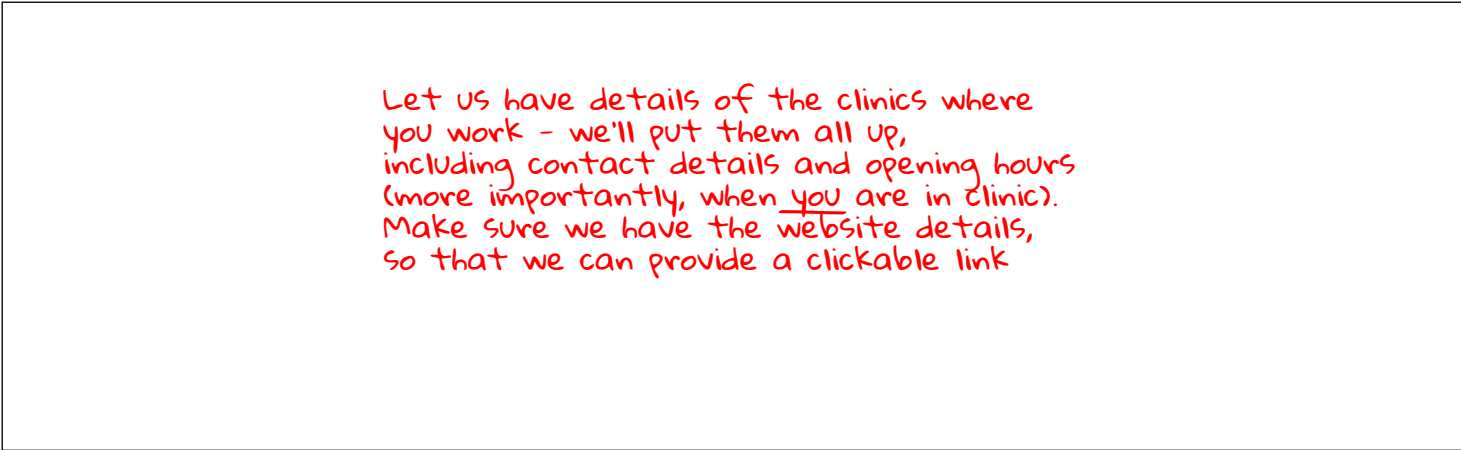 Let us have details of the clinics where
you work - we'll put them all up,
including contact details and opening hours
(more importantly, when you are in clinic).
Make sure we have the website details,
so that we can provide a clickable link